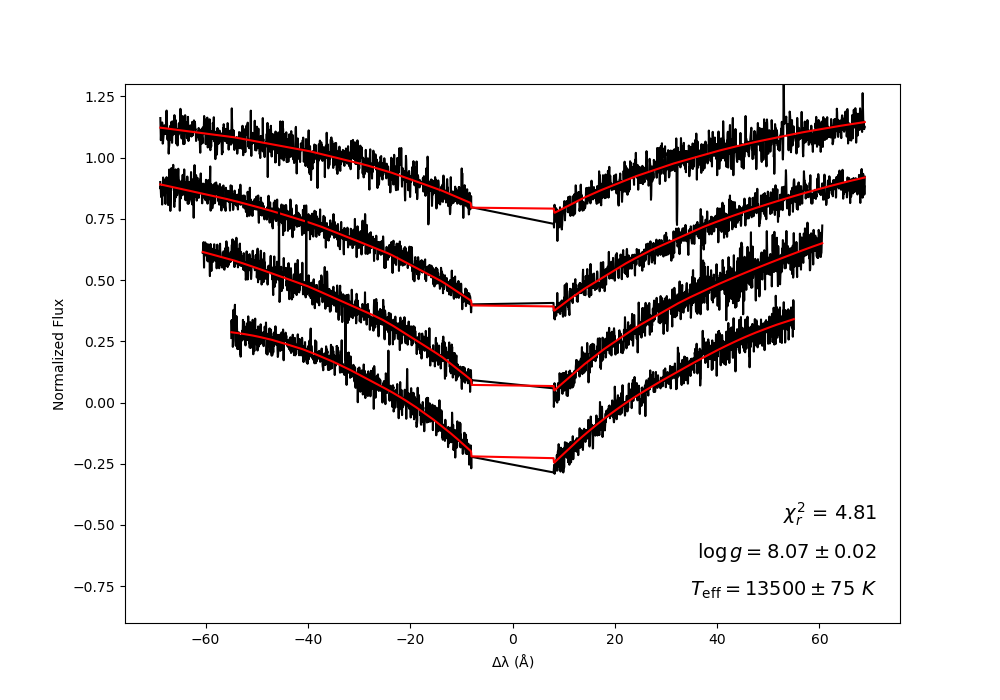 1.25
1.00
0.75
0.50
0.25
0.00
−0.25
−0.50
−0.75
Normalized Flux
χ²ᵣ = 4.81
log g = 8.07 ± 0.02
T_eff = 13500 ± 75 K
−60 −40 −20 0 20 40 60
Δλ (Å)